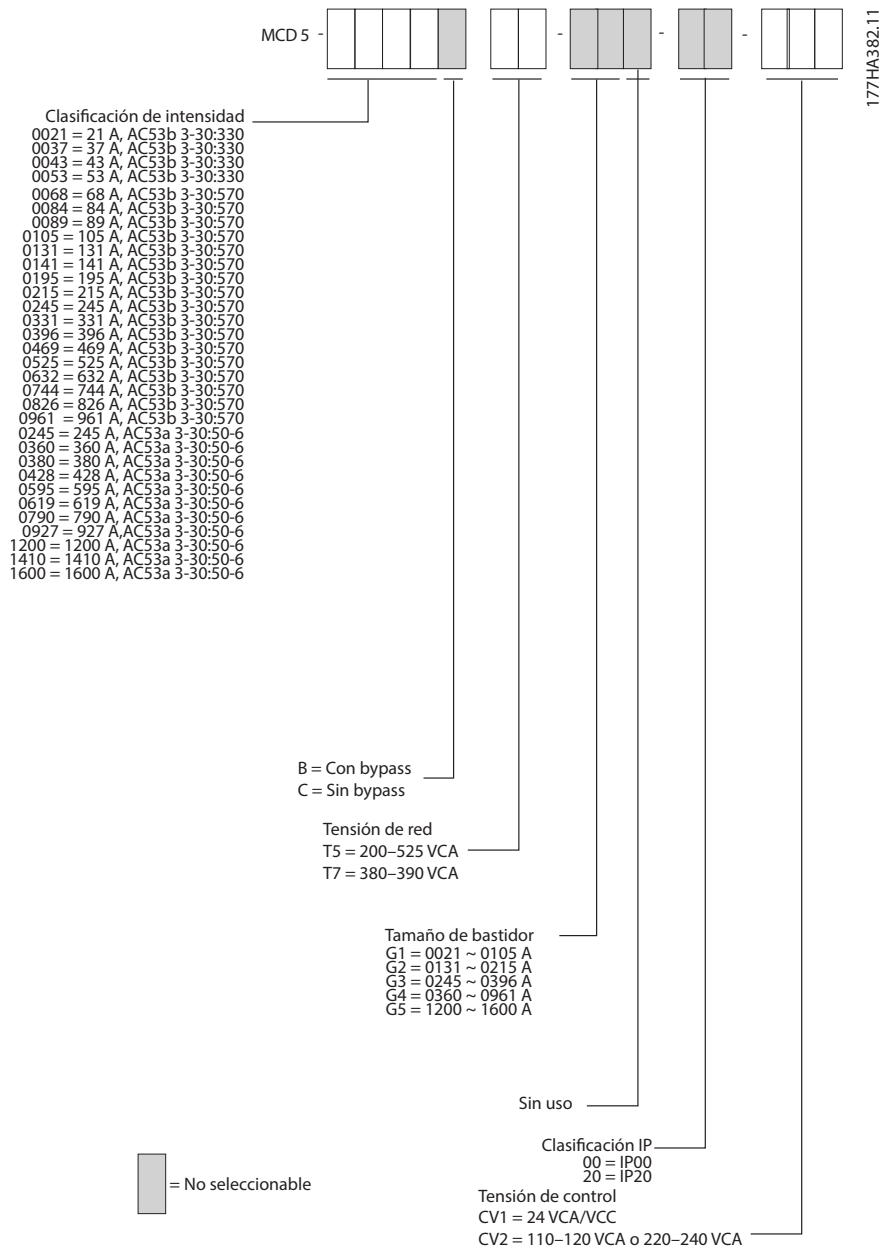 MCD 5 - - - -
177HA382.11
Clasificación de intensidad
0021 = 21 A, AC53b 3-30:330
0037 = 37 A, AC53b 3-30:330
0043 = 43 A, AC53b 3-30:330
0053 = 53 A, AC53b 3-30:330
0068 = 68 A, AC53b 3-30:570
0084 = 84 A, AC53b 3-30:570
0089 = 89 A, AC53b 3-30:570
0105 = 105 A, AC53b 3-30:570
0131 = 131 A, AC53b 3-30:570
0141 = 141 A, AC53b 3-30:570
0195 = 195 A, AC53b 3-30:570
0215 = 215 A, AC53b 3-30:570
0245 = 245 A, AC53b 3-30:570
0331 = 331 A, AC53b 3-30:570
0396 = 396 A, AC53b 3-30:570
0469 = 469 A, AC53b 3-30:570
0525 = 525 A, AC53b 3-30:570
0632 = 632 A, AC53b 3-30:570
0744 = 744 A, AC53b 3-30:570
0826 = 826 A, AC53b 3-30:570
0961 = 961 A, AC53b 3-30:570
0245 = 245 A, AC53a 3-30:50-6
0360 = 360 A, AC53a 3-30:50-6
0380 = 380 A, AC53a 3-30:50-6
0428 = 428 A, AC53a 3-30:50-6
0595 = 595 A, AC53a 3-30:50-6
0619 = 619 A, AC53a 3-30:50-6
0790 = 790 A, AC53a 3-30:50-6
0927 = 927 A,AC53a 3-30:50-6
1200 = 1200 A, AC53a 3-30:50-6
1410 = 1410 A, AC53a 3-30:50-6
1600 = 1600 A, AC53a 3-30:50-6
B = Con bypass
C = Sin bypass
Tensión de red
T5 = 200–525 VCA
T7 = 380–390 VCA
Tamaño de bastidor
G1 = 0021 ~ 0105 A
G2 = 0131 ~ 0215 A
G3 = 0245 ~ 0396 A
G4 = 0360 ~ 0961 A
G5 = 1200 ~ 1600 A
Sin uso
Clasificación IP
00 = IP00
20 = IP20
= No seleccionable
Tensión de control
CV1 = 24 VCA/VCC
CV2 = 110–120 VCA o 220–240 VCA